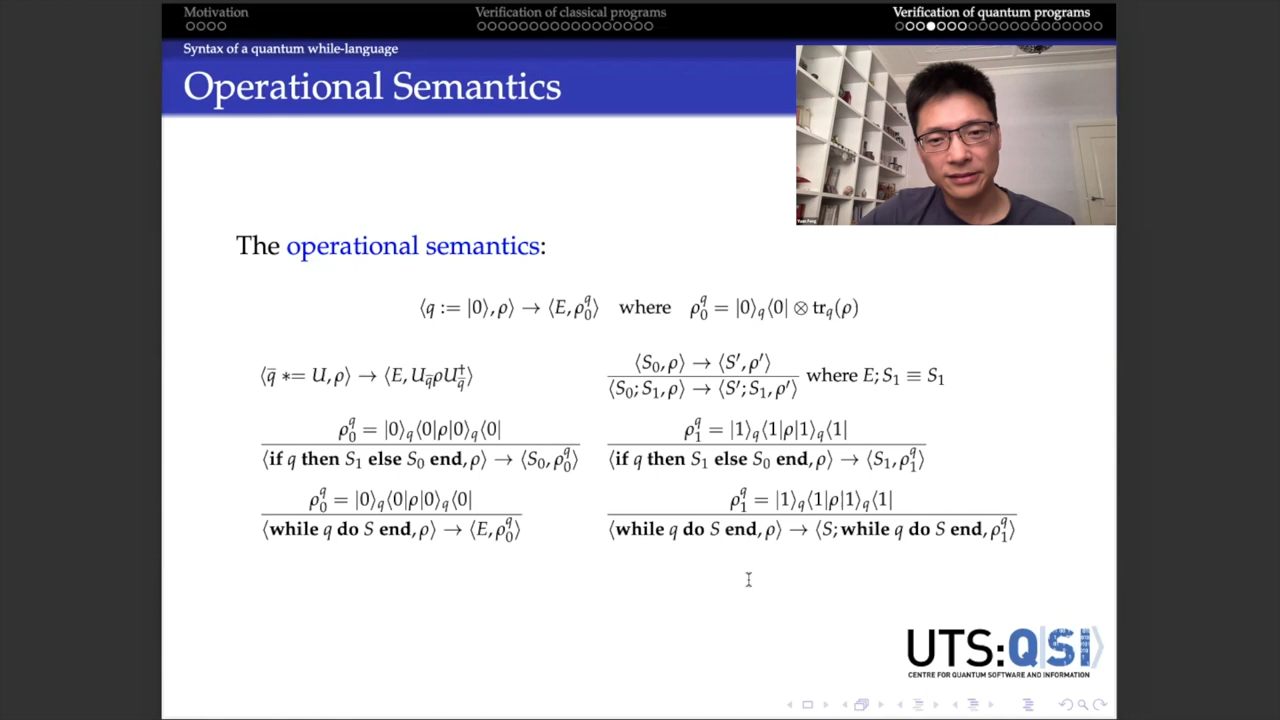 Motivation
Verification of classical programs
Verification of quantum programs
Syntax of a quantum while-language
Operational Semantics
Yuan Feng
The operational semantics:
⟨q := |0⟩, ρ⟩ → ⟨E, ρ₀^q⟩ where ρ₀^q = |0⟩_q⟨0| ⊗ tr_q(ρ)
⟨q̅ *= U, ρ⟩ → ⟨E, U_q̅ ρU_q̅^†⟩
⟨S₀, ρ⟩ → ⟨S′, ρ′⟩
⟨S₀; S₁, ρ⟩ → ⟨S′; S₁, ρ′⟩ where E; S₁ ≡ S₁
ρ₀^q = |0⟩_q⟨0|ρ|0⟩_q⟨0|
⟨if q then S₁ else S₀ end, ρ⟩ → ⟨S₀, ρ₀^q⟩
ρ₁^q = |1⟩_q⟨1|ρ|1⟩_q⟨1|
⟨if q then S₁ else S₀ end, ρ⟩ → ⟨S₁, ρ₁^q⟩
ρ₀^q = |0⟩_q⟨0|ρ|0⟩_q⟨0|
⟨while q do S end, ρ⟩ → ⟨E, ρ₀^q⟩
ρ₁^q = |1⟩_q⟨1|ρ|1⟩_q⟨1|
⟨while q do S end, ρ⟩ → ⟨S; while q do S end, ρ₁^q⟩
UTS:Q|SI⟩
CENTRE FOR QUANTUM SOFTWARE AND INFORMATION